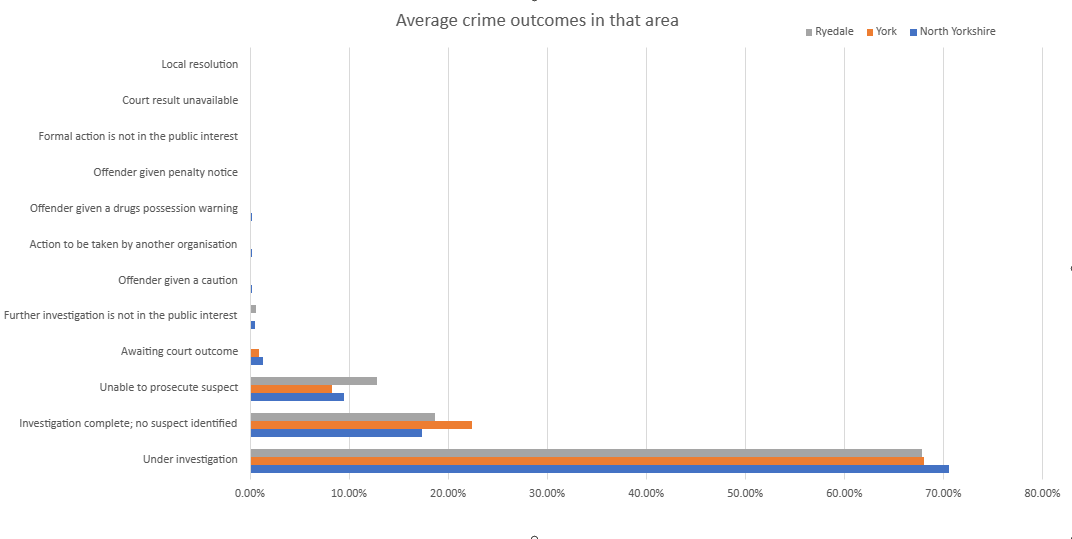 Average crime outcomes in that area
Ryedale York North Yorkshire
Local resolution
Court result unavailable
Formal action is not in the public interest
Offender given penalty notice
Offender given a drugs possession warning
Action to be taken by another organisation
Offender given a caution
Further investigation is not in the public interest
Awaiting court outcome
Unable to prosecute suspect
Investigation complete; no suspect identified
Under investigation
0.00% 10.00% 20.00% 30.00% 40.00% 50.00% 60.00% 70.00% 80.00%